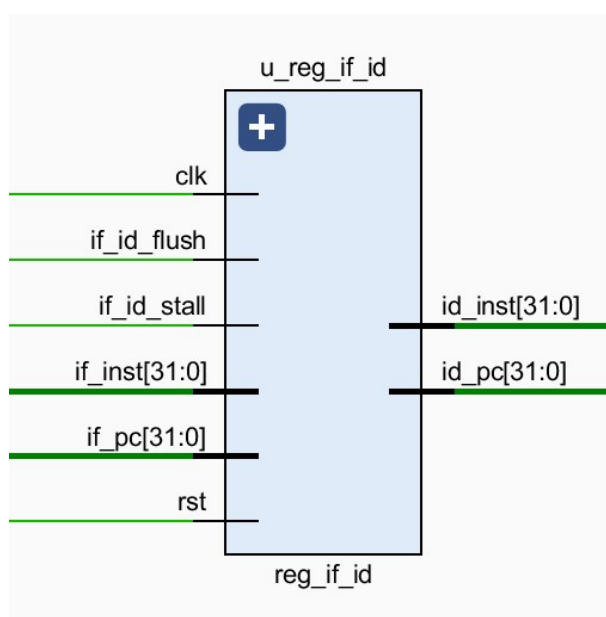 u_reg_if_id
clk
if_id_flush
if_id_stall
if_inst[31:0]
if_pc[31:0]
rst
id_inst[31:0]
id_pc[31:0]
reg_if_id